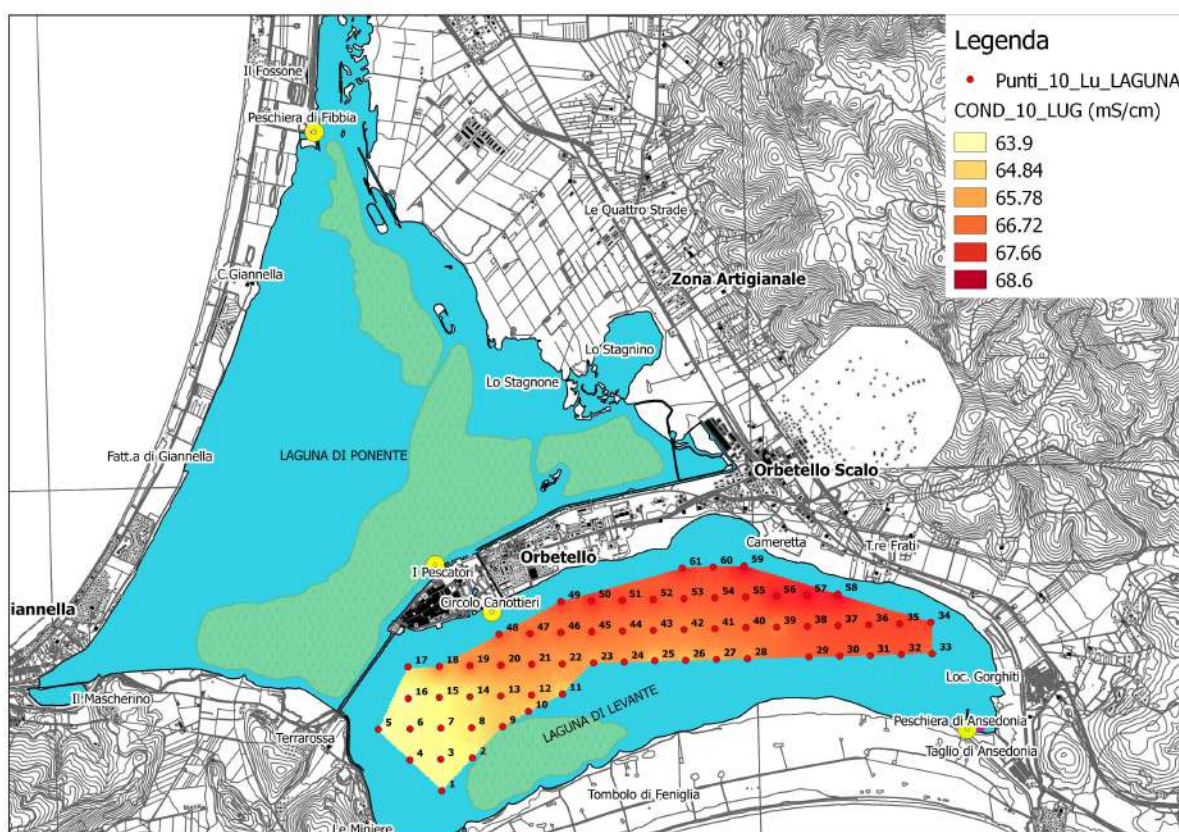 Legenda
Punti_10_Lu_LAGUNA
COND_10_LUG (mS/cm)
63.9
64.84
65.78
66.72
67.66
68.6
Il Fossone
Peschiera di Fibbia
Le Quattro Strade
C.Giannella
Zona Artigianale
Lo Stagnino
Lo Stagnone
LAGUNA DI PONENTE
Fatt.a di Giannella
Orbetello Scalo
Cameretta
T.re Frati
Orbetello
I Pescatori
Circolo Canottieri
iannella
Il Mascherino
Terrarossa
Le Miniere
LAGUNA DI LEVANTE
Loc. Gorghiti
Peschiera di Ansedonia
Taglio di Ansedonia
Tombolo di Feniglia
61 60 59
49 50 51 52 53 54 55 56 57 58
48 47 46 45 44 43 42 41 40 39 38 37 36 35 34
17 18 19 20 21 22 23 24 25 26 27 28 29 30 31 32 33
16 15 14 13 12 11
5 6 7 8 9 10
4 3 2
1